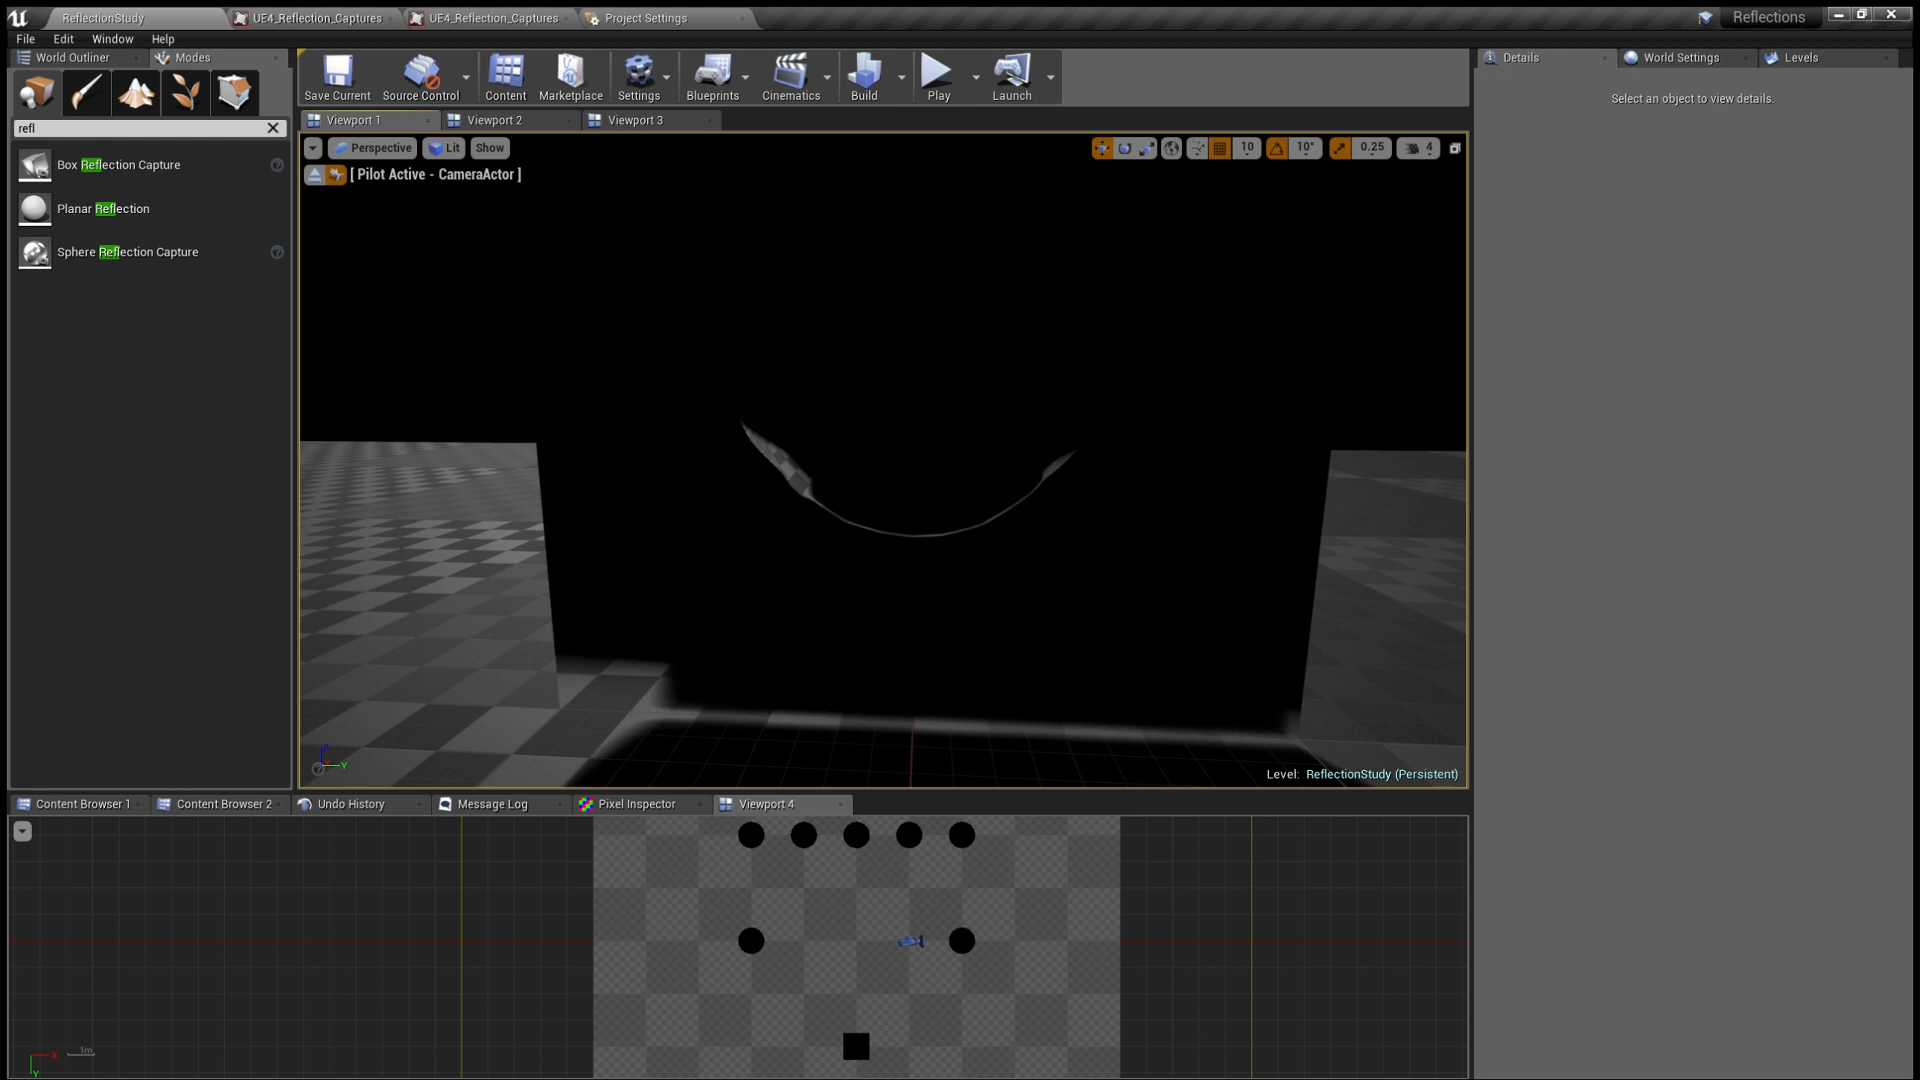 ReflectionStudy
UE4_Reflection_Captures
UE4_Reflection_Captures
Project Settings
Reflections
File Edit Window Help
World Outliner
Modes
refl
Box Reflection Capture
Planar Reflection
Sphere Reflection Capture
Save Current
Source Control
Content
Marketplace
Settings
Blueprints
Cinematics
Build
Play
Launch
Viewport 1
Viewport 2
Viewport 3
Perspective
Lit
Show
10
10°
0.25
4
[ Pilot Active - CameraActor ]
Z
Y
Level: ReflectionStudy (Persistent)
Details
World Settings
Levels
Select an object to view details.
Content Browser 1
Content Browser 2
Undo History
Message Log
Pixel Inspector
Viewport 4
X
1m
Y